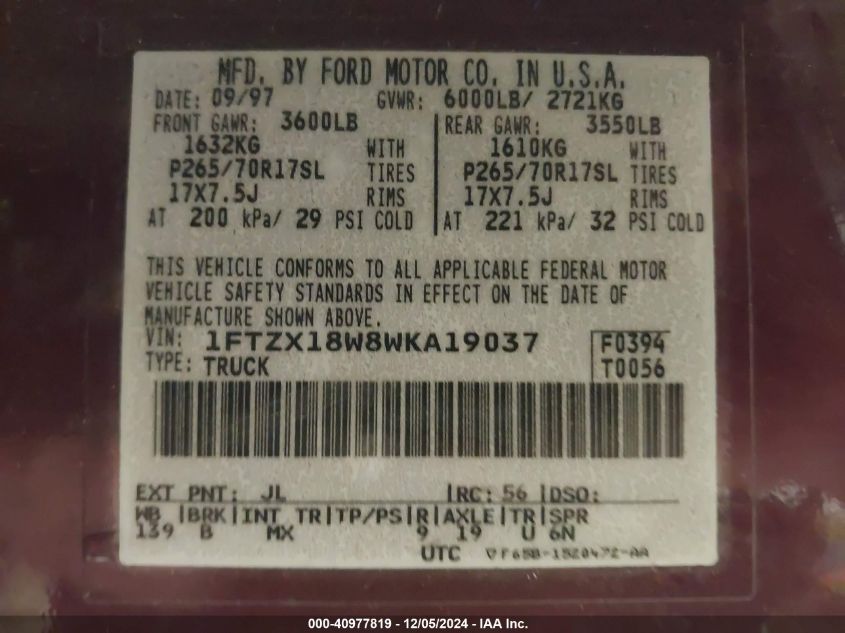 MFD. BY FORD MOTOR CO. IN U.S.A.
DATE: 09/97 GVWR: 6000LB/ 2721KG
FRONT GAWR: 3600LB REAR GAWR: 3550LB
1632KG WITH 1610KG WITH
P265/70R17SL TIRES P265/70R17SL TIRES
17X7.5J RIMS 17X7.5J RIMS
AT 200 kPa/ 29 PSI COLD AT 221 kPa/ 32 PSI COLD
THIS VEHICLE CONFORMS TO ALL APPLICABLE FEDERAL MOTOR
VEHICLE SAFETY STANDARDS IN EFFECT ON THE DATE OF
MANUFACTURE SHOWN ABOVE.
VIN: 1FTZX18W8WKA19037 F0394
TYPE: TRUCK T0056
EXT PNT: JL RC: 56 DSO:
WB BRK INT TR TP/PS R AXLE TR SPR
139 B MX 9 19 U 6N
UTC ▽F65B-1520472-AA
000-40977819 - 12/05/2024 - IAA Inc.